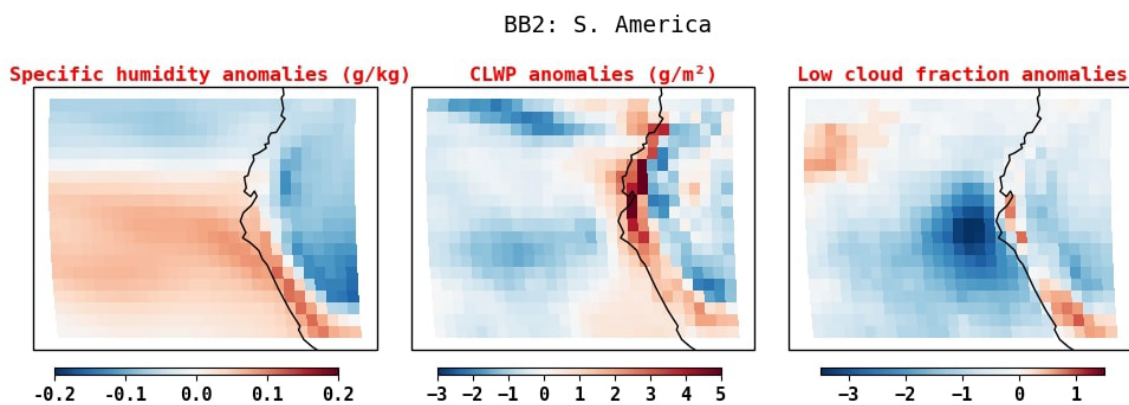 BB2: S. America
Specific humidity anomalies (g/kg)
CLWP anomalies (g/m²)
Low cloud fraction anomalies
-0.2 -0.1 0.0 0.1 0.2
−3 −2 −1 0 1 2 3 4 5
−3 −2 −1 0 1